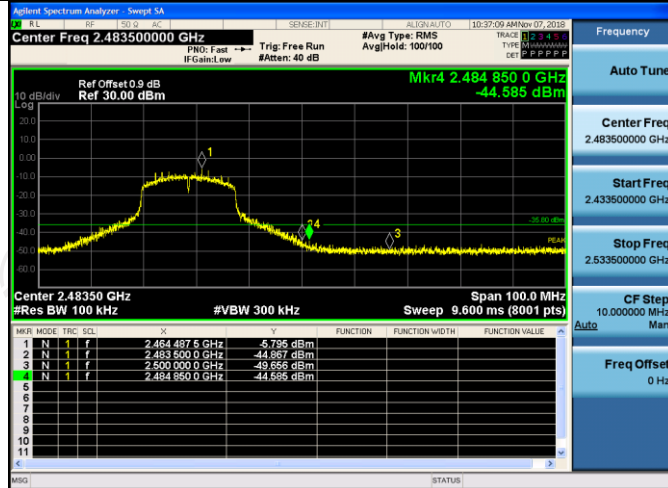 Agilent Spectrum Analyzer - Swept SA
RL RF 50 Ω AC SENSE:INT ALIGN AUTO 10:37:09 AM Nov 07, 2018
Center Freq 2.483500000 GHz
PNO: Fast
IFGain:Low
Trig: Free Run
#Atten: 40 dB
#Avg Type: RMS
Avg|Hold: 100/100
TRACE 1 2 3 4 5 6
TYPE M
DET P P P P P P
Ref Offset 0.9 dB
Ref 30.00 dBm
10 dB/div
Log
Mkr4 2.484 850 0 GHz
-44.585 dBm
20.0
10.0
0.00
-10.0
-20.0
-30.0
-40.0
-50.0
-60.0
1
2 4
3
-35.80 dBm
PEAK
Center 2.48350 GHz Span 100.0 MHz
#Res BW 100 kHz #VBW 300 kHz Sweep 9.600 ms (8001 pts)
MKR MODE TRC SCL X Y FUNCTION FUNCTION WIDTH FUNCTION VALUE
1 N 1 f 2.464 487 5 GHz -5.795 dBm
2 N 1 f 2.483 500 0 GHz -44.867 dBm
3 N 1 f 2.500 000 0 GHz -49.656 dBm
4 N 1 f 2.484 850 0 GHz -44.585 dBm
5
6
7
8
9
10
11
MSG STATUS
Frequency
Auto Tune
Center Freq
2.483500000 GHz
Start Freq
2.433500000 GHz
Stop Freq
2.533500000 GHz
CF Step
10.000000 MHz
Auto Man
Freq Offset
0 Hz